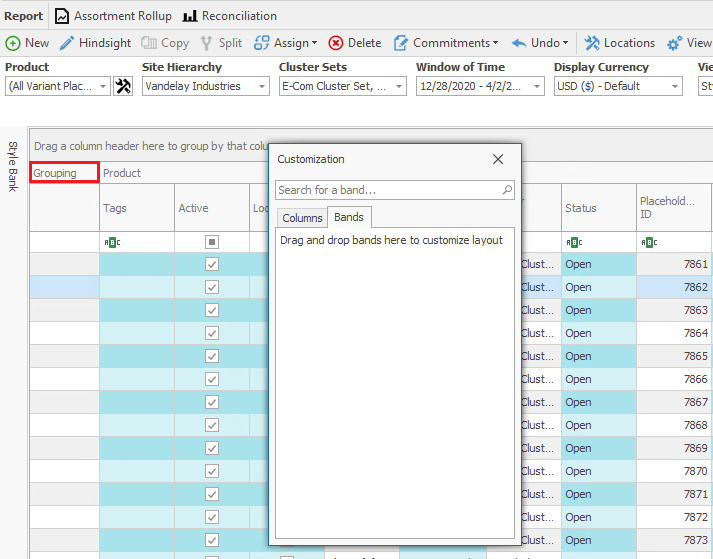 Report Assortment Rollup Reconciliation
New Hindsight Copy Split Assign Delete Commitments Undo Locations View
Product Site Hierarchy Cluster Sets Window of Time Display Currency
(All Variant Plac... Vandelay Industries E-Com Cluster Set, ... 12/28/2020 - 4/2/2... USD ($) - Default
Style Bank
Drag a column header here to group by that
Grouping Product
Customization
Search for a band...
Columns Bands
Drag and drop bands here to customize layout
Tags Active Status Placehold... ID
ABC ABC ABC
Clust... Open 7861
Clust... Open 7862
Clust... Open 7863
Clust... Open 7864
Clust... Open 7865
Clust... Open 7866
Clust... Open 7867
Clust... Open 7868
Clust... Open 7869
Clust... Open 7870
Clust... Open 7871
Clust... Open 7872
Clust... Open 7873